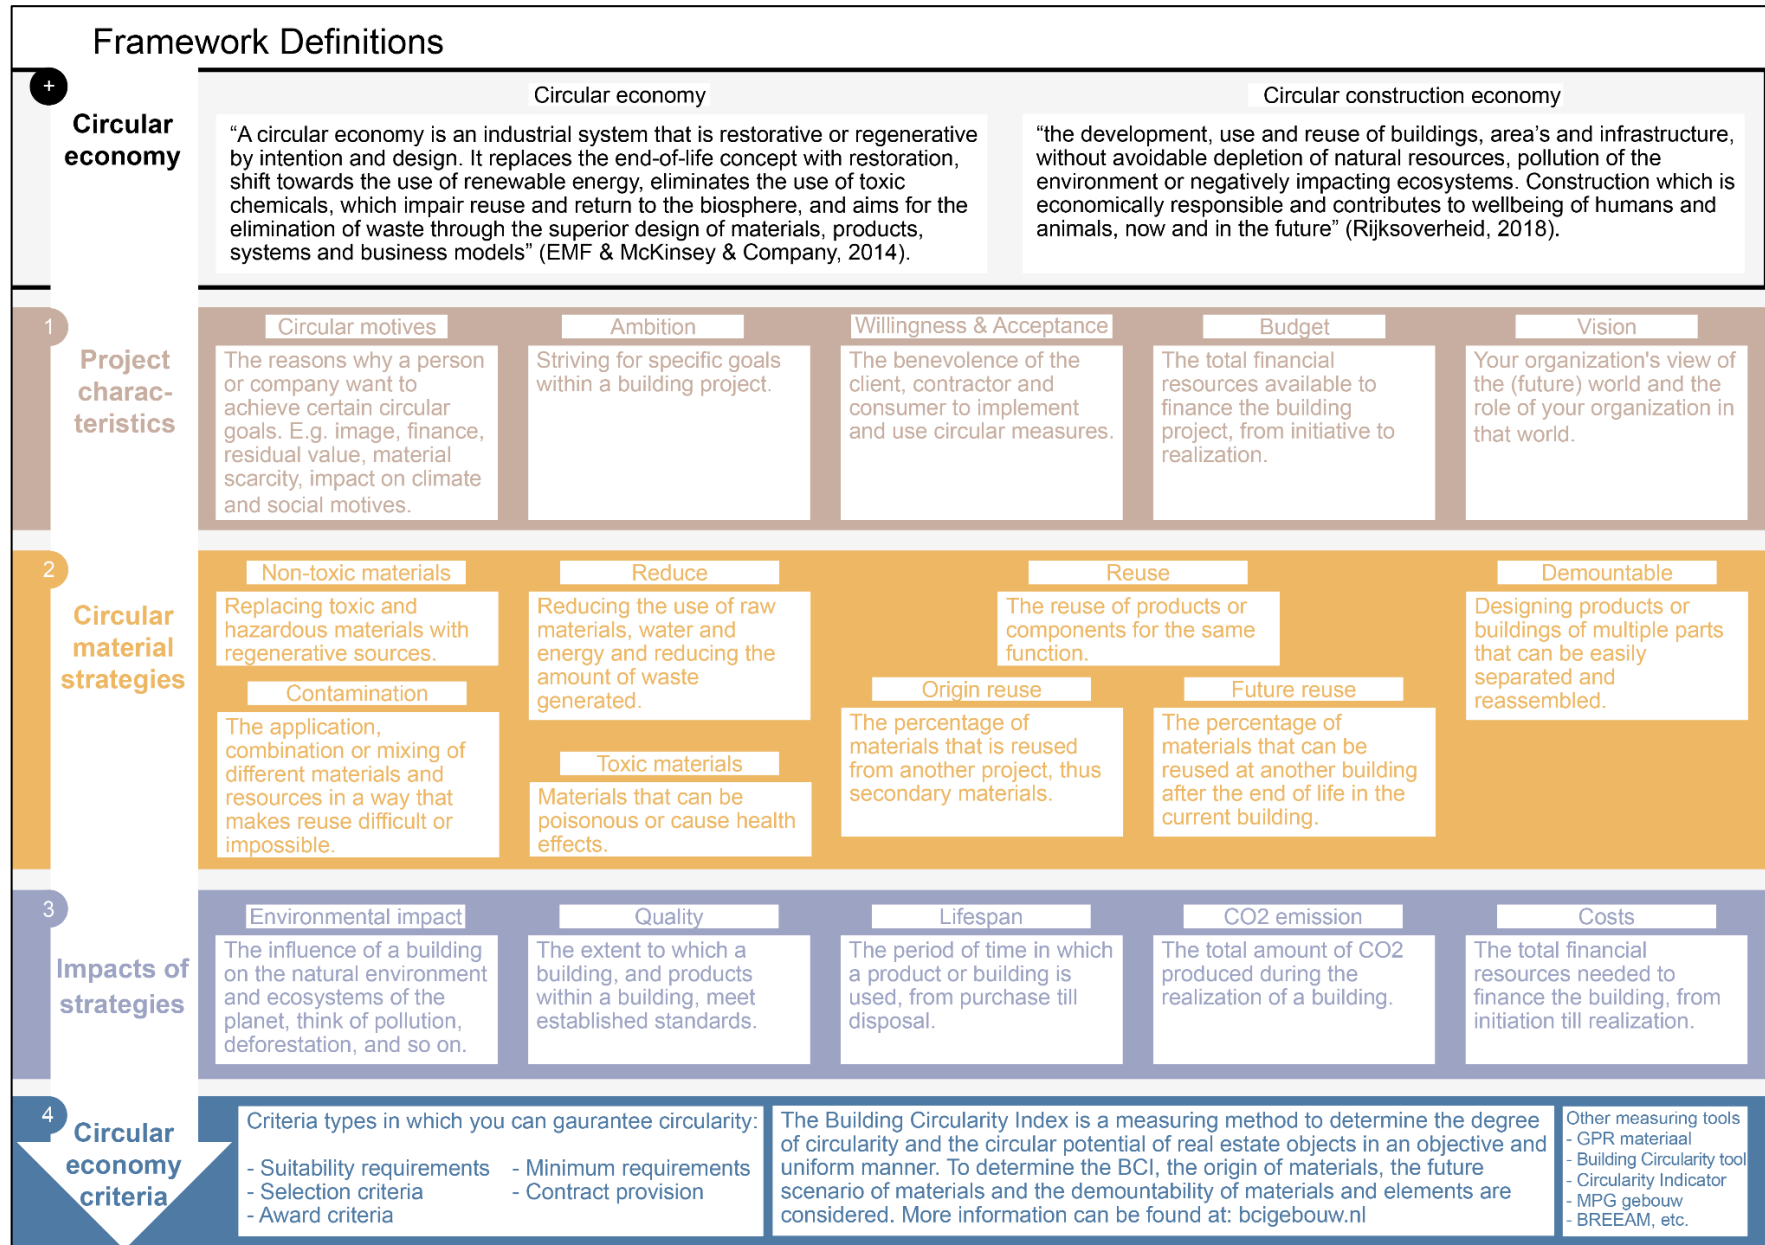 Framework Definitions
+
Circular
economy
Circular economy
“A circular economy is an industrial system that is restorative or regenerative
by intention and design. It replaces the end-of-life concept with restoration,
shift towards the use of renewable energy, eliminates the use of toxic
chemicals, which impair reuse and return to the biosphere, and aims for the
elimination of waste through the superior design of materials, products,
systems and business models” (EMF & McKinsey & Company, 2014).
Circular construction economy
“the development, use and reuse of buildings, area’s and infrastructure,
without avoidable depletion of natural resources, pollution of the
environment or negatively impacting ecosystems. Construction which is
economically responsible and contributes to wellbeing of humans and
animals, now and in the future” (Rijksoverheid, 2018).
1
Project
charac-
teristics
Circular motives
The reasons why a person
or company want to
achieve certain circular
goals. E.g. image, finance,
residual value, material
scarcity, impact on climate
and social motives.
Ambition
Striving for specific goals
within a building project.
Willingness & Acceptance
The benevolence of the
client, contractor and
consumer to implement
and use circular measures.
Budget
The total financial
resources available to
finance the building
project, from initiative to
realization.
Vision
Your organization's view of
the (future) world and the
role of your organization in
that world.
2
Circular
material
strategies
Non-toxic materials
Replacing toxic and
hazardous materials with
regenerative sources.
Contamination
The application,
combination or mixing of
different materials and
resources in a way that
makes reuse difficult or
impossible.
Reduce
Reducing the use of raw
materials, water and
energy and reducing the
amount of waste
generated.
Toxic materials
Materials that can be
poisonous or cause health
effects.
Reuse
The reuse of products or
components for the same
function.
Origin reuse
The percentage of
materials that is reused
from another project, thus
secondary materials.
Future reuse
The percentage of
materials that can be
reused at another building
after the end of life in the
current building.
Demountable
Designing products or
buildings of multiple parts
that can be easily
separated and
reassembled.
3
Impacts of
strategies
Environmental impact
The influence of a building
on the natural environment
and ecosystems of the
planet, think of pollution,
deforestation, and so on.
Quality
The extent to which a
building, and products
within a building, meet
established standards.
Lifespan
The period of time in which
a product or building is
used, from purchase till
disposal.
CO2 emission
The total amount of CO2
produced during the
realization of a building.
Costs
The total financial
resources needed to
finance the building, from
initiation till realization.
4
Circular
economy
criteria
Criteria types in which you can gaurantee circularity:
- Suitability requirements
- Selection criteria
- Award criteria
- Minimum requirements
- Contract provision
The Building Circularity Index is a measuring method to determine the degree
of circularity and the circular potential of real estate objects in an objective and
uniform manner. To determine the BCI, the origin of materials, the future
scenario of materials and the demountability of materials and elements are
considered. More information can be found at: bcigebouw.nl
Other measuring tools
- GPR materiaal
- Building Circularity tool
- Circularity Indicator
- MPG gebouw
- BREEAM, etc.